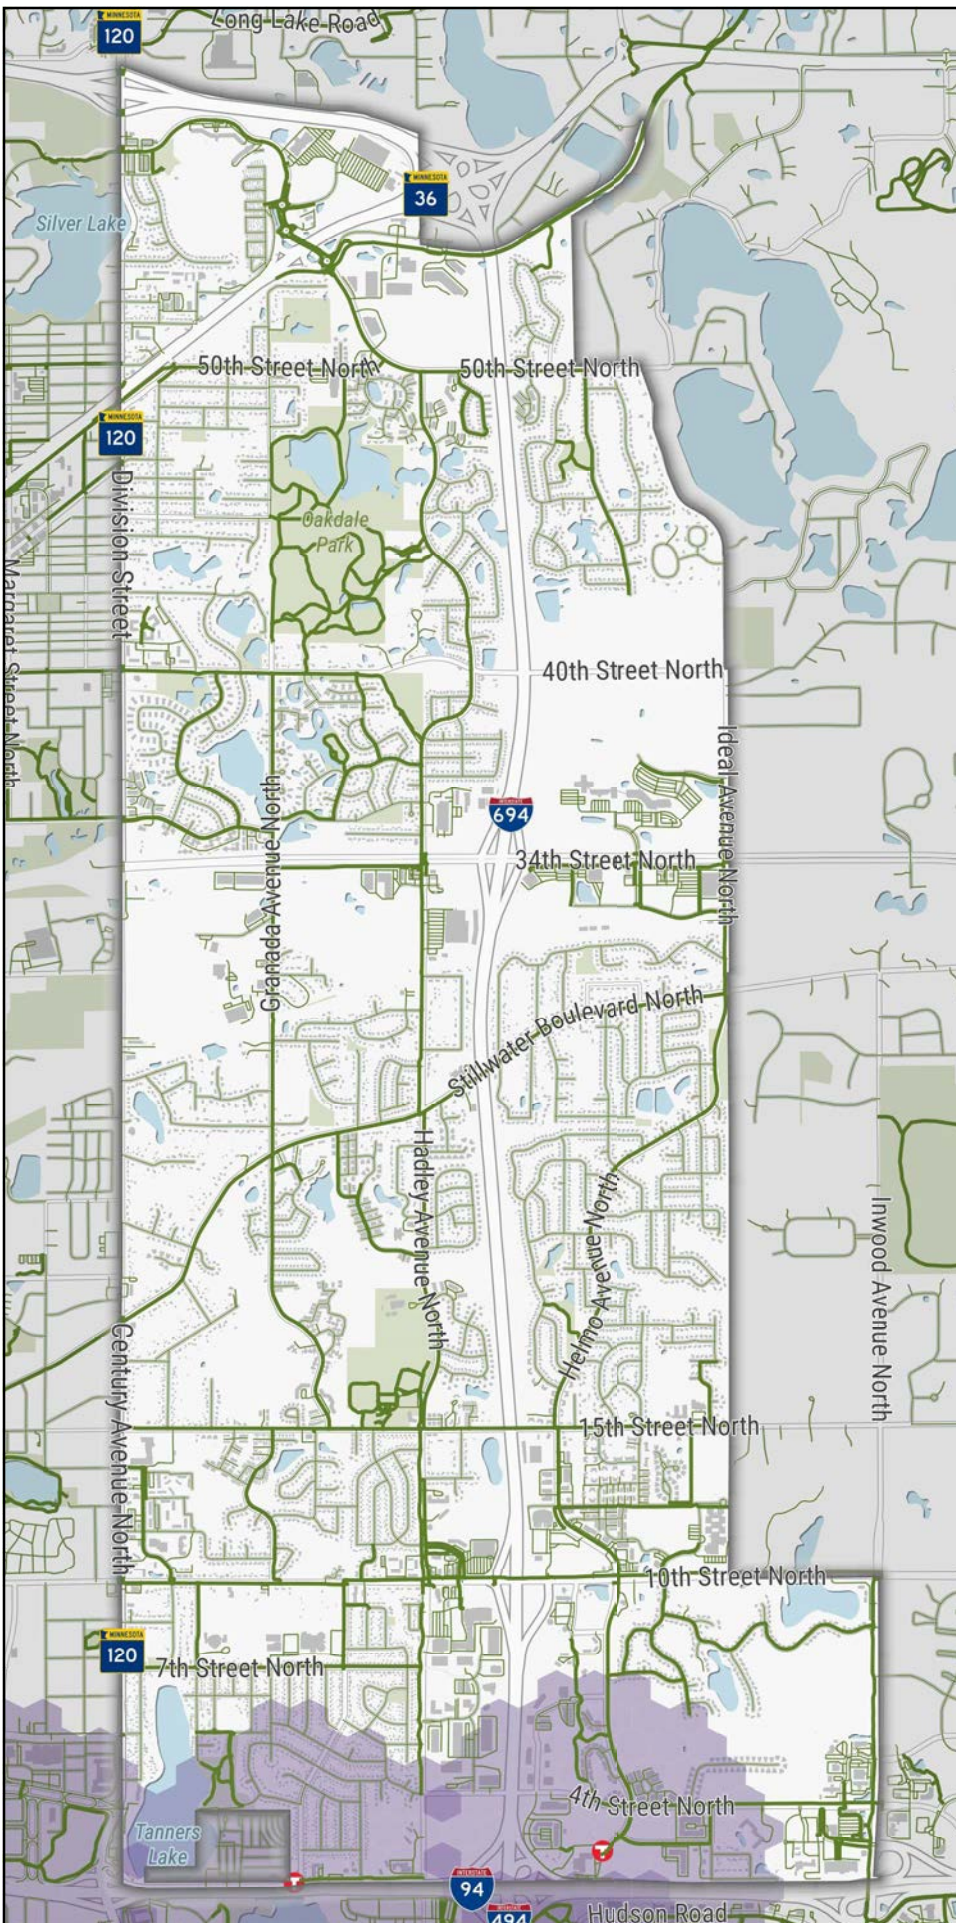 MINNESOTA
120
Long Lake Road
MINNESOTA
36
Silver Lake
50th Street North
50th Street North
MINNESOTA
120
Division Street
Oakdale
Park
Margaret Street North
40th Street North
Ideal Avenue North
Granada Avenue North
INTERSTATE
694
34th Street North
Stillwater Boulevard North
Hadley Avenue North
Helmo Avenue North
Inwood Avenue North
Century Avenue North
15th Street North
10th Street North
MINNESOTA
120
7th Street North
4th Street North
Tanners
Lake
INTERSTATE
94
INTERSTATE
494
Hudson Road